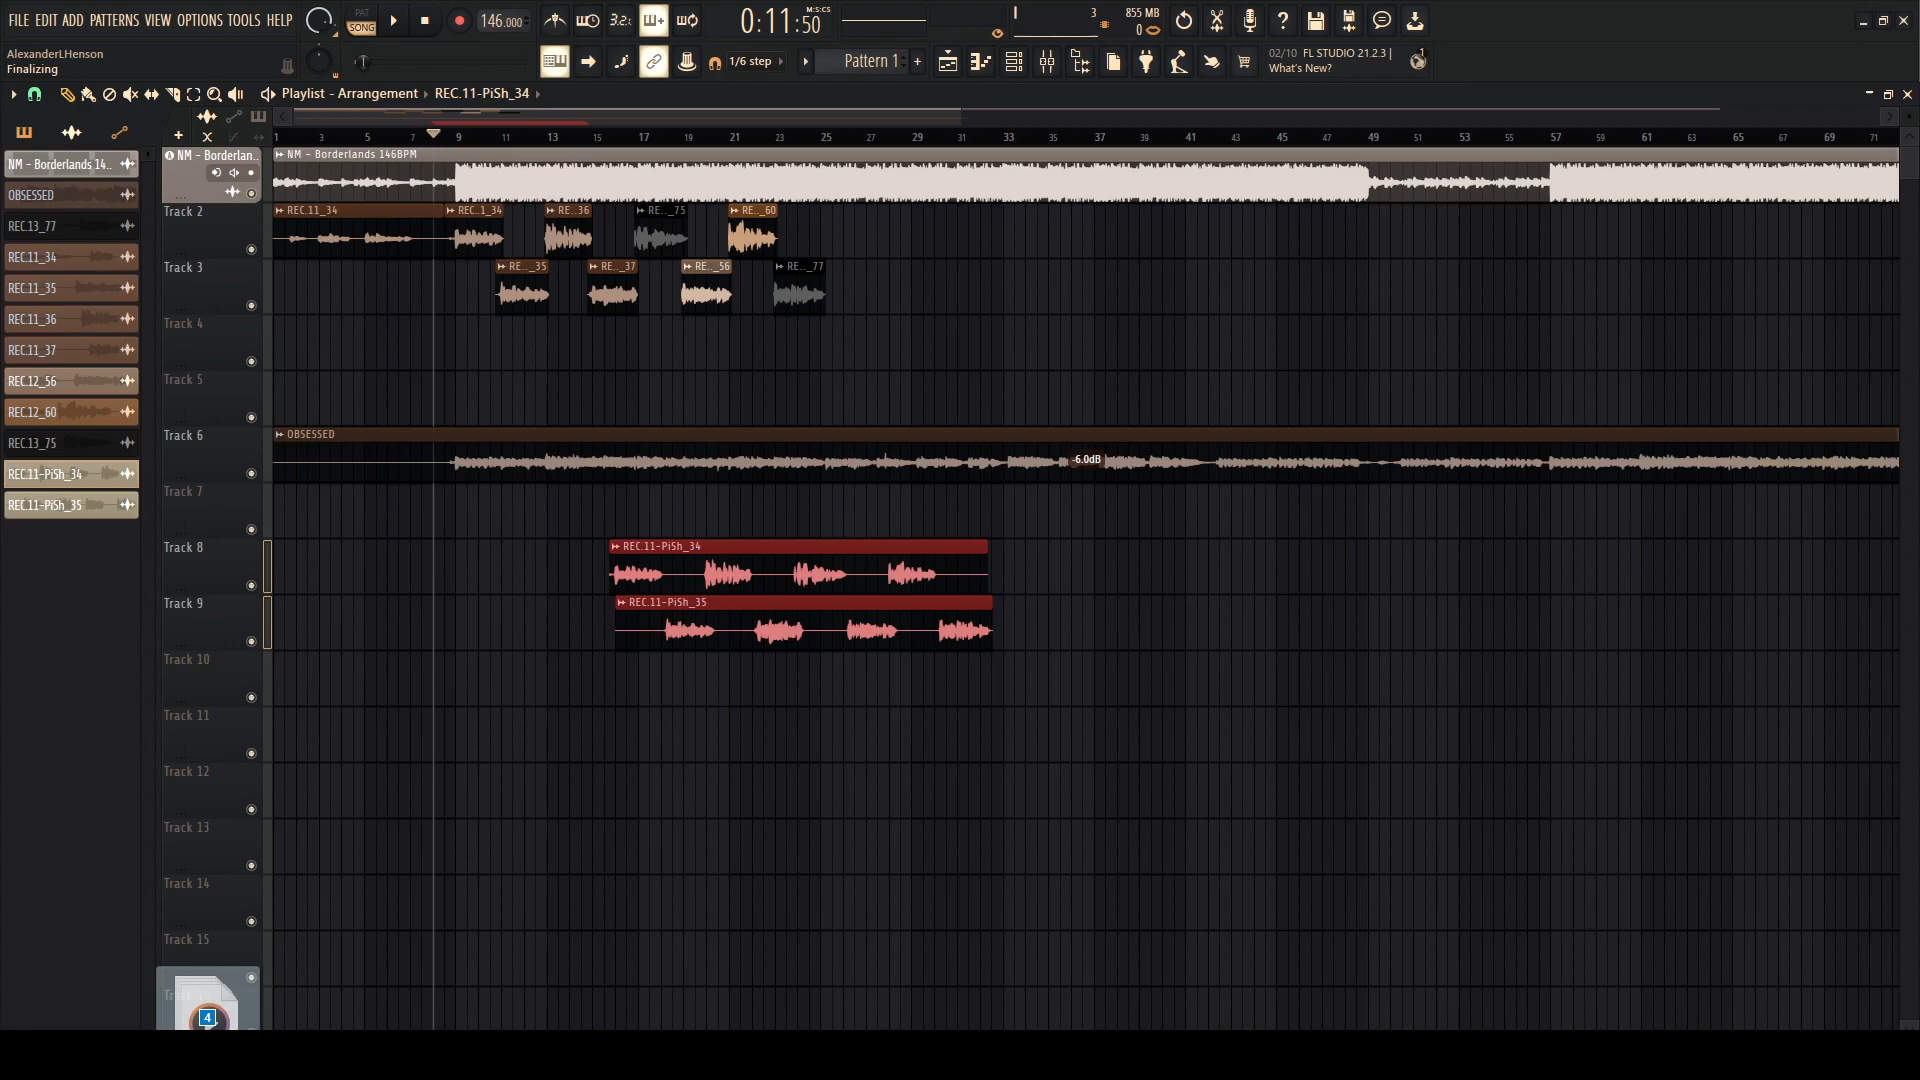 FILE EDIT ADD PATTERNS VIEW OPTIONS TOOLS HELP
PAT
SONG
146.000
3.2.
0:11:50
M:S:CS
3
855 MB
0
AlexanderLHenson
Finalizing
1/6 step
Pattern 1
+
02/10 FL STUDIO 21.2.3 |
What's New?
1
Playlist - Arrangement › REC.11-PiSh_34 ›
1 3 5 7 9 11 13 15 17 19 21 23 25 27 29 31 33 35 37 39 41 43 45 47 49 51 53 55 57 59 61 63 65 67 69 71
NM - Borderlands 14..
OBSESSED
REC.13_77
REC.11_34
REC.11_35
REC.11_36
REC.11_37
REC.12_56
REC.12_60
REC.13_75
REC.11-PiSh_34
REC.11-PiSh_35
NM - Borderlan..
NM - Borderlands 146BPM
Track 2
REC.11_34
REC..1_34
RE.._36
RE.._75
RE.._60
Track 3
RE.._35
RE.._37
RE.._56
RE.._77
Track 4
Track 5
Track 6
OBSESSED
-6.0dB
Track 7
Track 8
REC.11-PiSh_34
Track 9
REC.11-PiSh_35
Track 10
Track 11
Track 12
Track 13
Track 14
Track 15
4